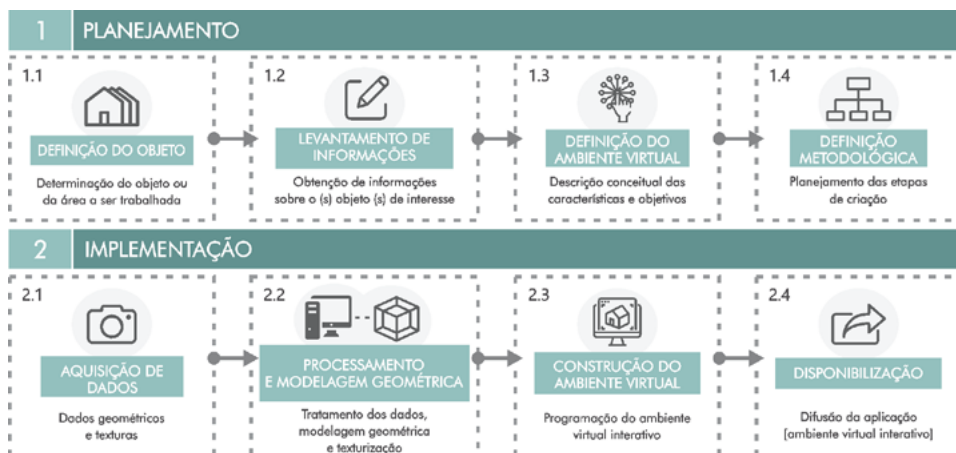 1 PLANEJAMENTO
1.1
DEFINIÇÃO DO OBJETO
Determinação do objeto ou
da área a ser trabalhada
1.2
LEVANTAMENTO DE
INFORMAÇÕES
Obtenção de informações
sobre o (s) objeto (s) de interesse
1.3
DEFINIÇÃO DO
AMBIENTE VIRTUAL
Descrição conceitual das
características e objetivos
1.4
DEFINIÇÃO
METODOLÓGICA
Planejamento das etapas
de criação
2 IMPLEMENTAÇÃO
2.1
AQUISIÇÃO DE
DADOS
Dados geométricos
e texturas
2.2
PROCESSAMENTO
E MODELAGEM GEOMÉTRICA
Tratamento dos dados,
modelagem geométrica
e texturização
2.3
CONSTRUÇÃO DO
AMBIENTE VIRTUAL
Programação do ambiente
virtual interativo
2.4
DISPONIBILIZAÇÃO
Difusão da aplicação
[ambiente virtual interativo]